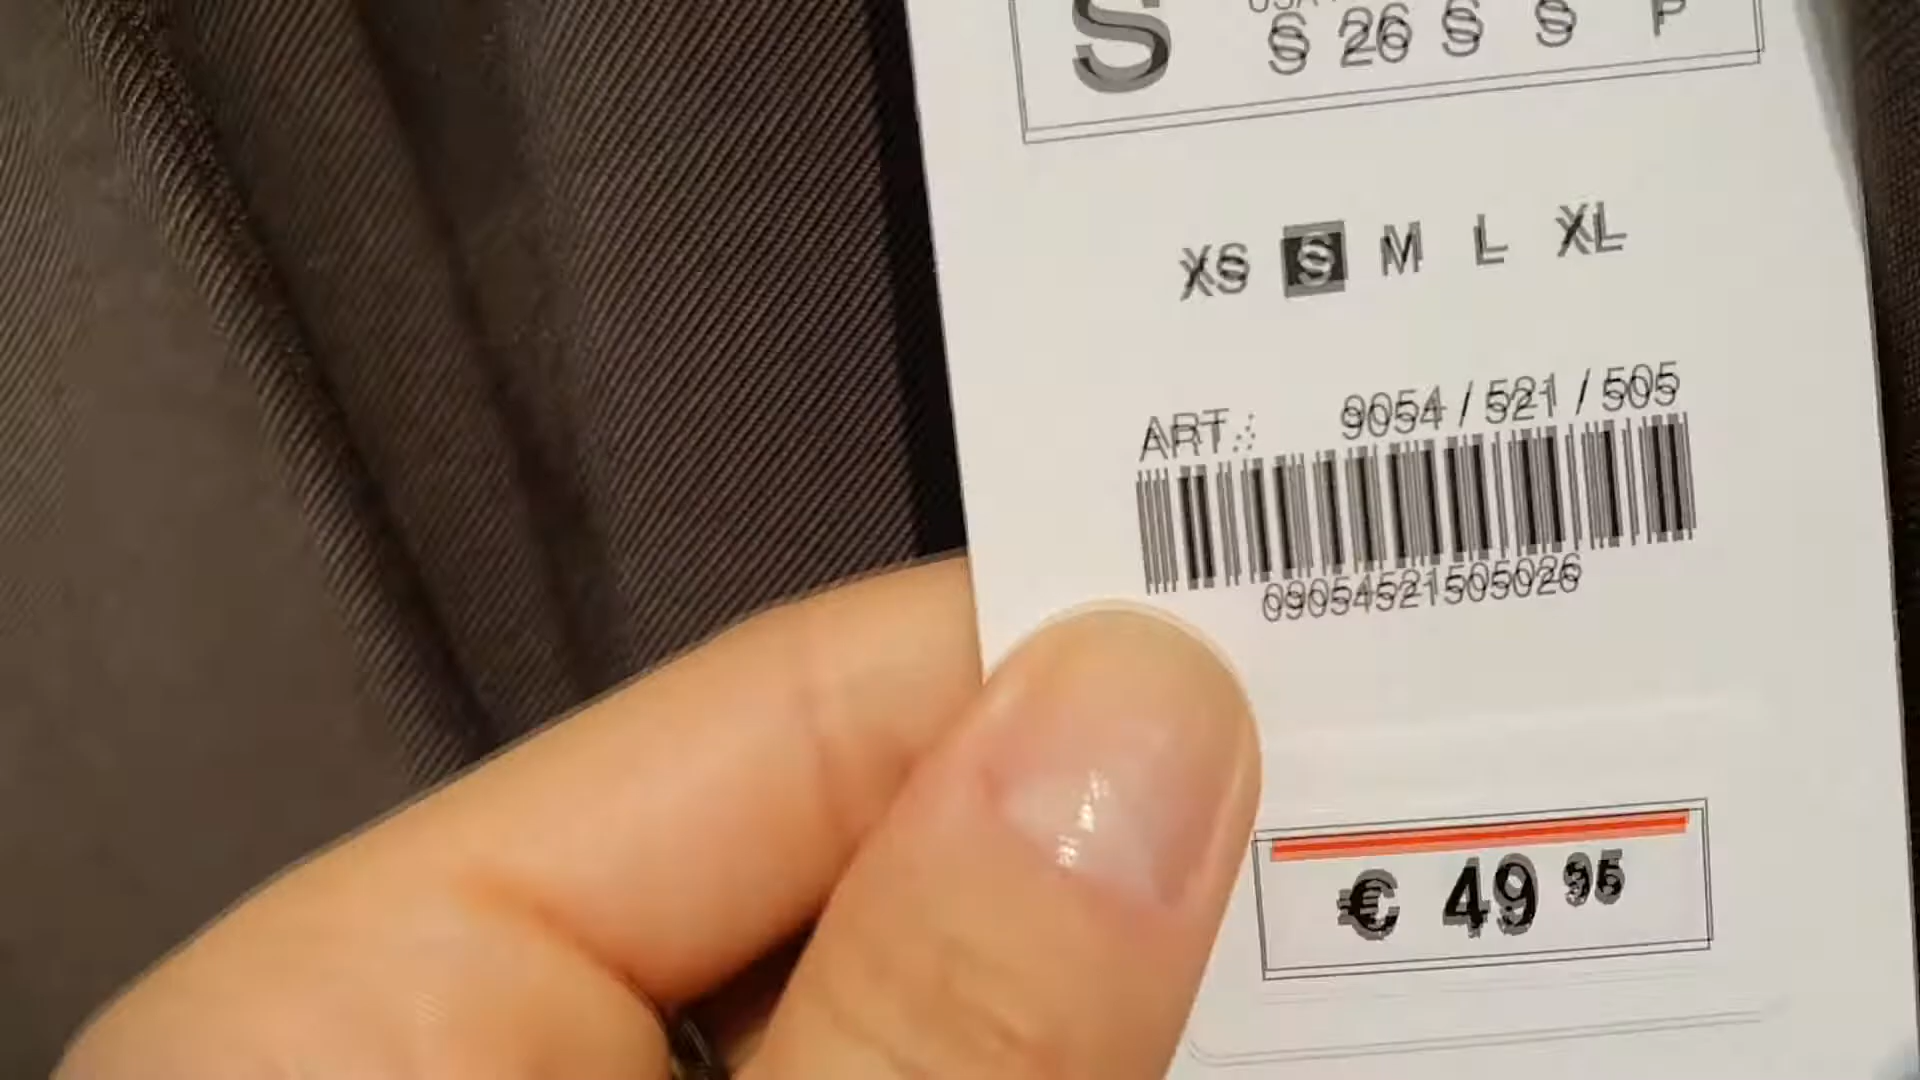 S
S 26 S S P
XS S M L XL
ART.: 9054 / 521 / 505
09054521505026
€ 49 95